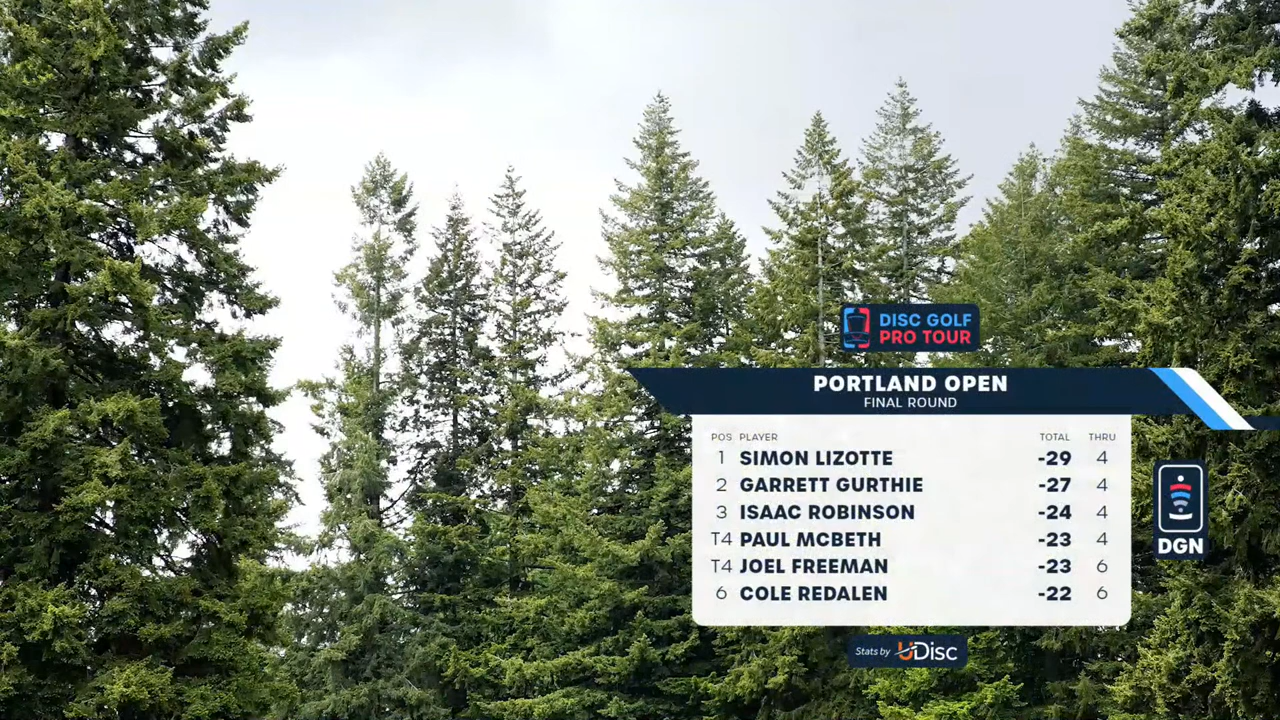 DISC GOLF
PRO TOUR
PORTLAND OPEN
FINAL ROUND
POS PLAYER TOTAL THRU
1 SIMON LIZOTTE -29 4
2 GARRETT GURTHIE -27 4
3 ISAAC ROBINSON -24 4
T4 PAUL MCBETH -23 4
T4 JOEL FREEMAN -23 6
6 COLE REDALEN -22 6
DGN
Stats by UDisc